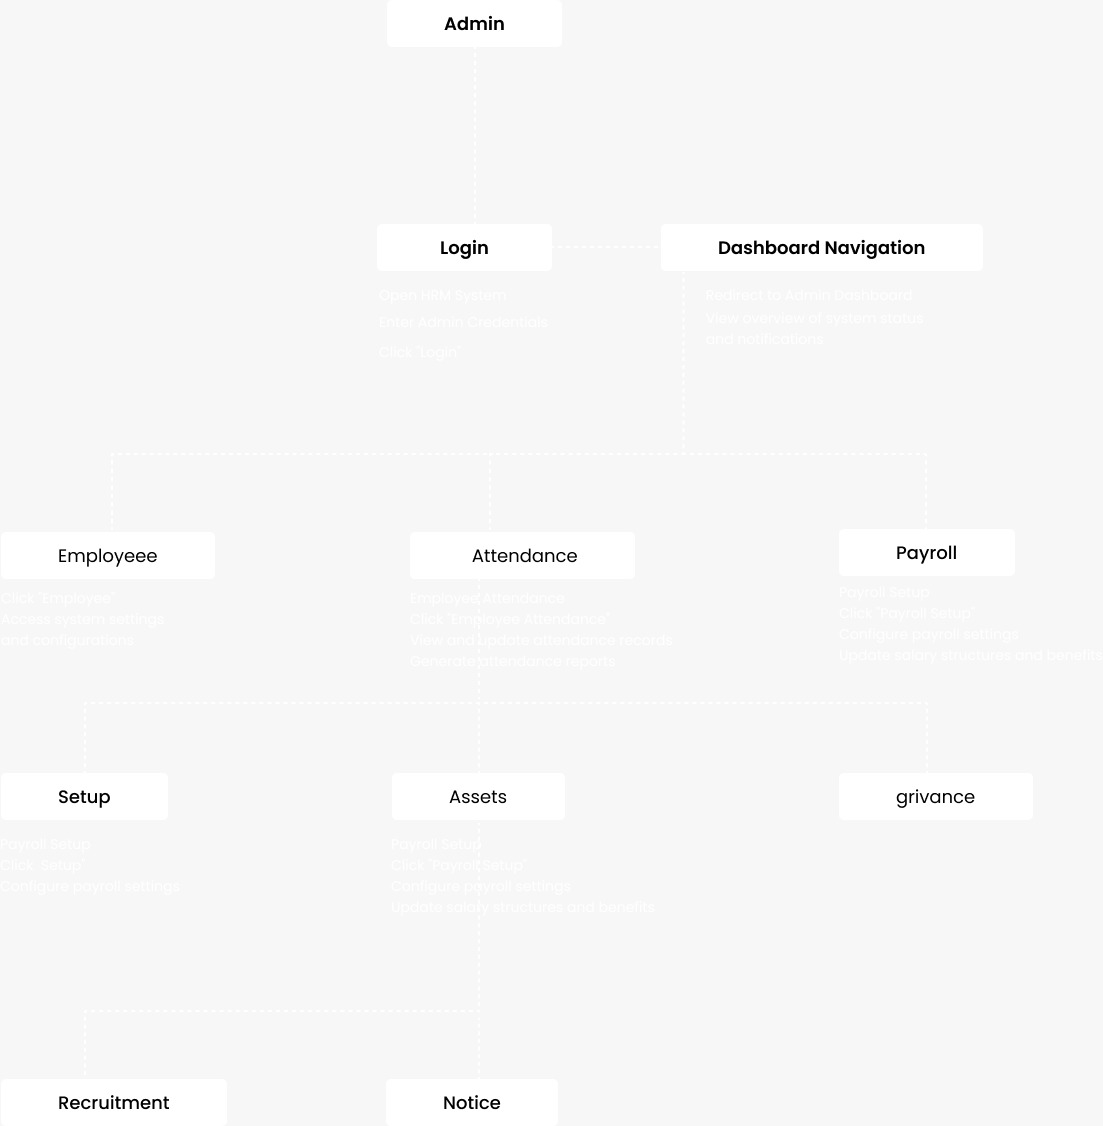 Admin
Login
Dashboard Navigation
Open HRM System
Enter Admin Credentials
Click "Login"
Redirect to Admin Dashboard
View overview of system status
and notifications
Employeee
Attendance
Payroll
Click "Employee"
Access system settings
and configurations
Employee Attendance
Click "Employee Attendance"
View and update attendance records
Generate attendance reports
Payroll Setup
Click "Payroll Setup"
Configure payroll settings
Update salary structures and benefits
Setup
Assets
grivance
Payroll Setup
Click Setup"
Configure payroll settings
Payroll Setup
Click "Payroll Setup"
Configure payroll settings
Update salary structures and benefits
Recruitment
Notice